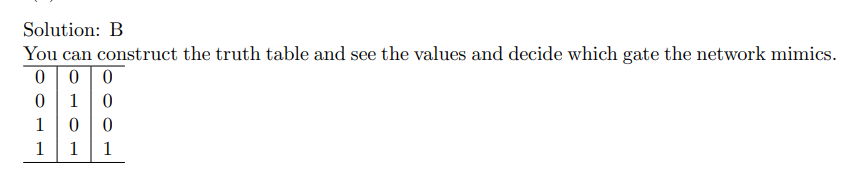 Solution: B
You can construct the truth table and see the values and decide which gate the network mimics.
0 0 0
0 1 0
1 0 0
1 1 1